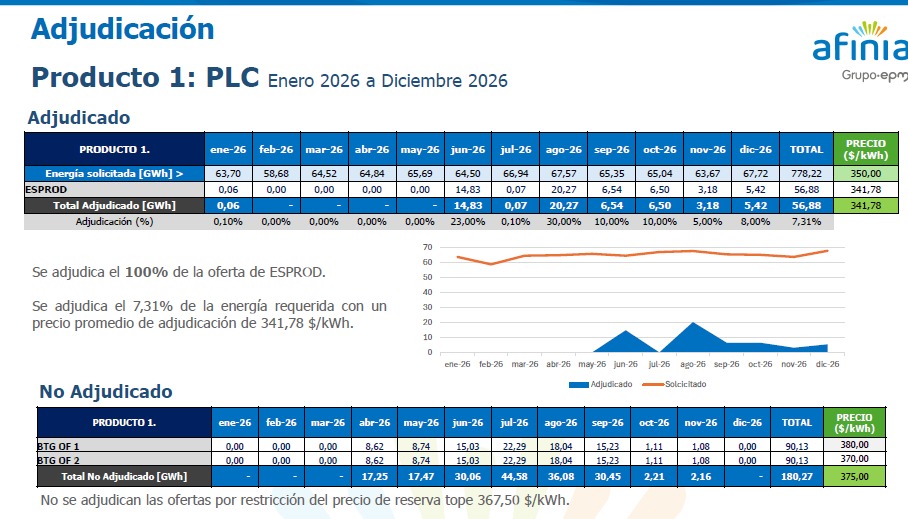 Adjudicación
afinia
Grupo·epm
Producto 1: PLC Enero 2026 a Diciembre 2026
Adjudicado
PRODUCTO 1. ene-26 feb-26 mar-26 abr-26 may-26 jun-26 jul-26 ago-26 sep-26 oct-26 nov-26 dic-26 TOTAL PRECIO ($/kWh)
Energía solicitada [GWh] > 63,70 58,68 64,52 64,84 65,69 64,50 66,94 67,57 65,35 65,04 63,67 67,72 778,22 350,00
ESPROD 0,06 0,00 0,00 0,00 0,00 14,83 0,07 20,27 6,54 6,50 3,18 5,42 56,88 341,78
Total Adjudicado [GWh] 0,06 - - - - 14,83 0,07 20,27 6,54 6,50 3,18 5,42 56,88 341,78
Adjudicación (%) 0,10% 0,00% 0,00% 0,00% 0,00% 23,00% 0,10% 30,00% 10,00% 10,00% 5,00% 8,00% 7,31%
Se adjudica el 100% de la oferta de ESPROD.
Se adjudica el 7,31% de la energía requerida con un
precio promedio de adjudicación de 341,78 $/kWh.
70
60
50
40
30
20
10
0
ene-26 feb-26 mar-26 abr-26 may-26 jun-26 jul-26 ago-26 sep-26 oct-26 nov-26 dic-26
Adjudicado Solcicitado
No Adjudicado
PRODUCTO 1. ene-26 feb-26 mar-26 abr-26 may-26 jun-26 jul-26 ago-26 sep-26 oct-26 nov-26 dic-26 TOTAL PRECIO ($/kWh)
BTG OF 1 0,00 0,00 0,00 8,62 8,74 15,03 22,29 18,04 15,23 1,11 1,08 0,00 90,13 380,00
BTG OF 2 0,00 0,00 0,00 8,62 8,74 15,03 22,29 18,04 15,23 1,11 1,08 0,00 90,13 370,00
Total No Adjudicado [GWh] - - - 17,25 17,47 30,06 44,58 36,08 30,45 2,21 2,16 - 180,27 375,00
No se adjudican las ofertas por restricción del precio de reserva tope 367,50 $/kWh.